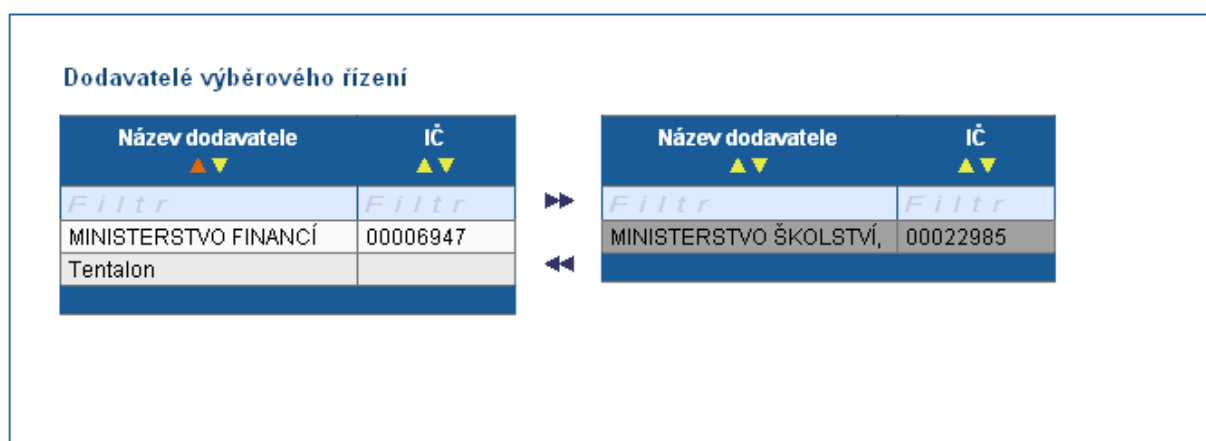 Dodavatelé výběrového řízení
Název dodavatele IČ
Filtr Filtr
MINISTERSTVO FINANCÍ 00006947
Tentalon
Název dodavatele IČ
Filtr Filtr
MINISTERSTVO ŠKOLSTVÍ, 00022985